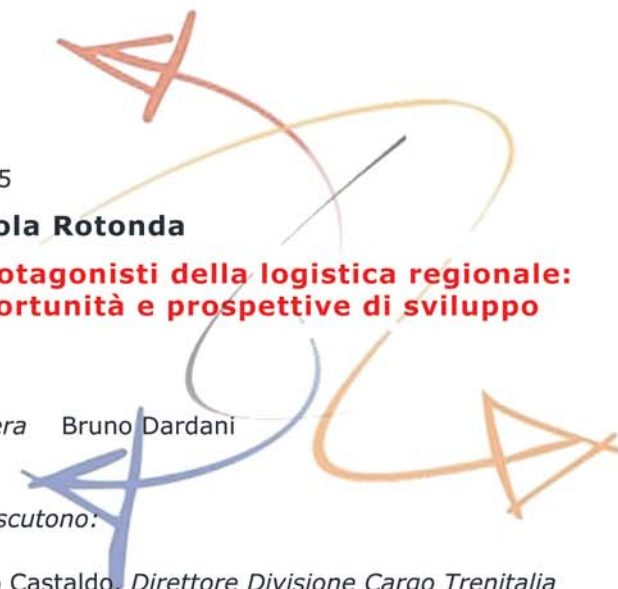 5
ola Rotonda
otagonisti della logistica regionale:
ortunità e prospettive di sviluppo
era Bruno Dardani
scutono:
o Castaldo, Direttore Divisione Cargo Trenitalia